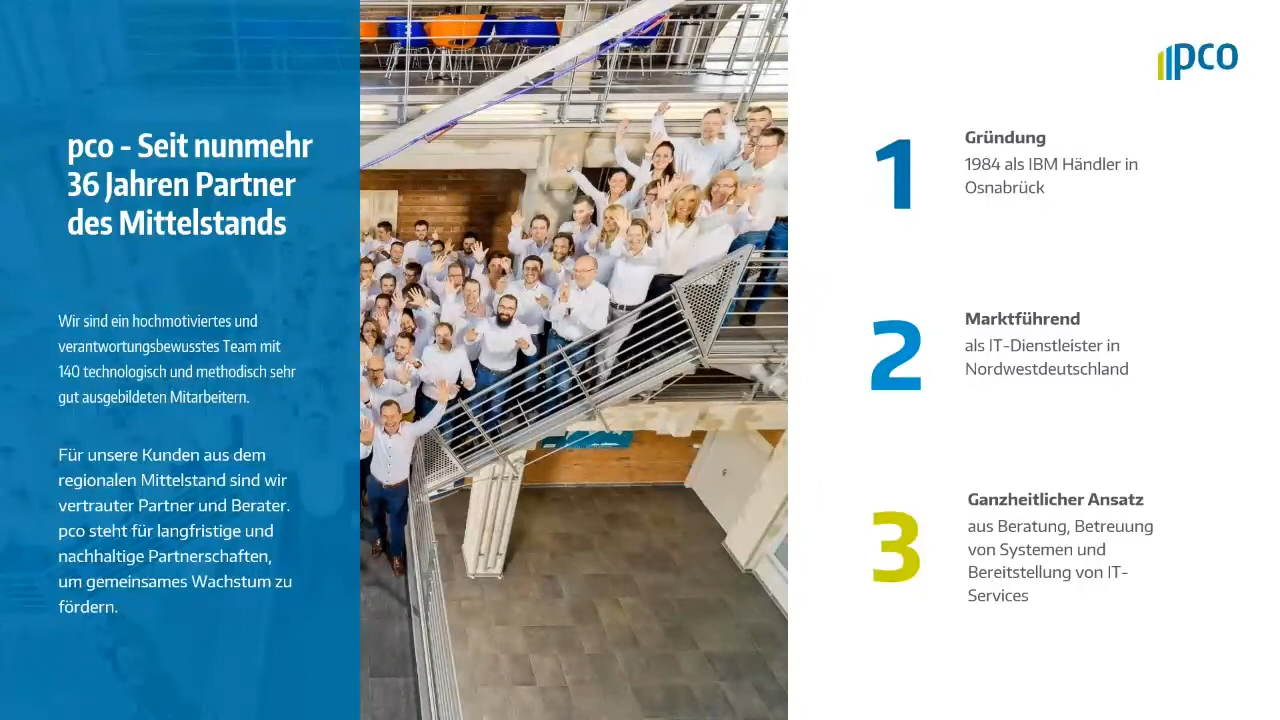 pco - Seit nunmehr
36 Jahren Partner
des Mittelstands
Wir sind ein hochmotiviertes und
verantwortungsbewusstes Team mit
140 technologisch und methodisch sehr
gut ausgebildeten Mitarbeitern.
Für unsere Kunden aus dem
regionalen Mittelstand sind wir
vertrauter Partner und Berater.
pco steht für langfristige und
nachhaltige Partnerschaften,
um gemeinsames Wachstum zu
fördern.
pco
1
Gründung
1984 als IBM Händler in
Osnabrück
2
Marktführend
als IT-Dienstleister in
Nordwestdeutschland
3
Ganzheitlicher Ansatz
aus Beratung, Betreuung
von Systemen und
Bereitstellung von IT-
Services